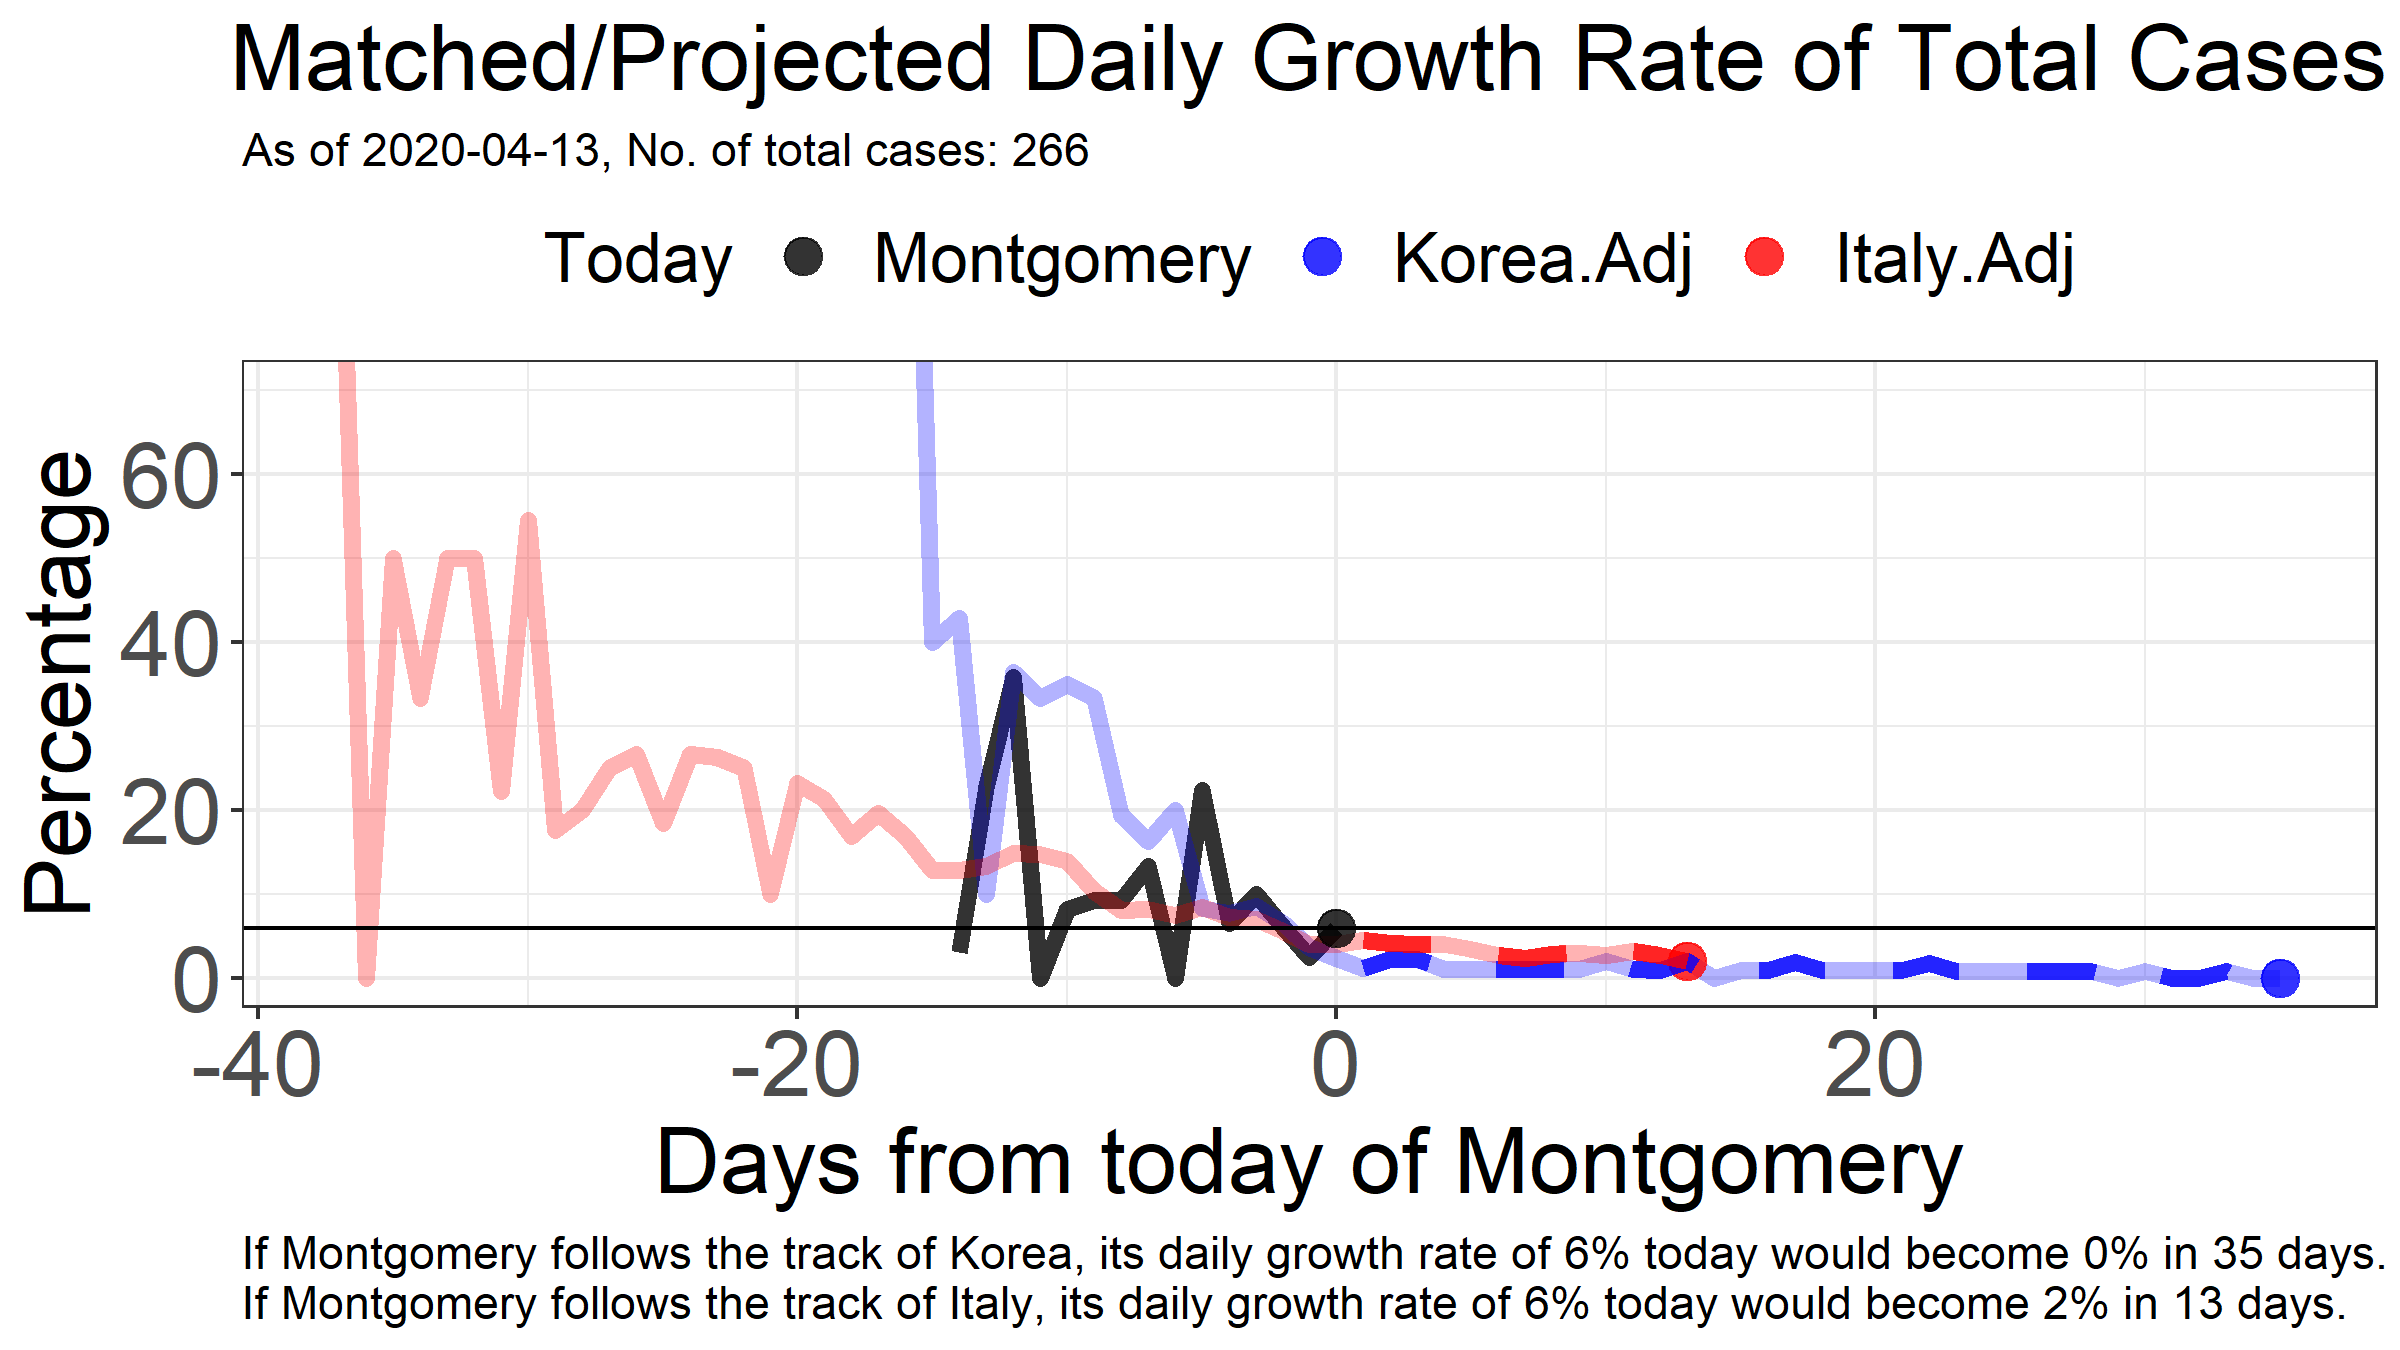 Matched/Projected Daily Growth Rate of Total Cases
As of 2020-04-13, No. of total cases: 266
Today Montgomery Korea.Adj Italy.Adj
Percentage
60
40
20
0
-40 -20 0 20
Days from today of Montgomery
If Montgomery follows the track of Korea, its daily growth rate of 6% today would become 0% in 35 days.
If Montgomery follows the track of Italy, its daily growth rate of 6% today would become 2% in 13 days.